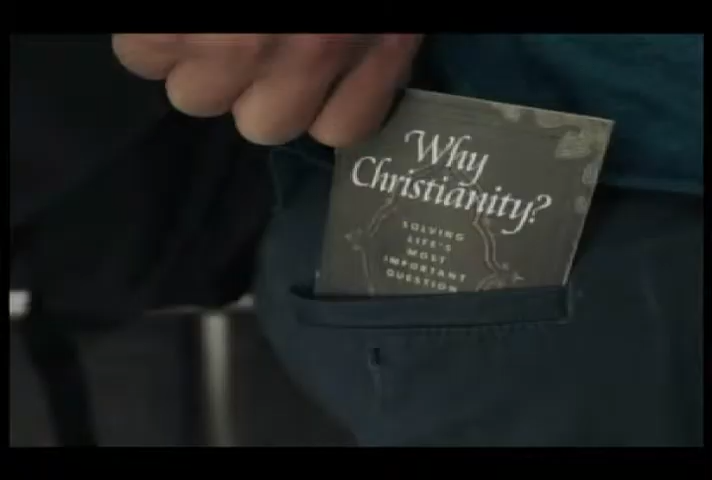 Why
Christianity?
SOLVING
LIFE'S
MOST
IMPORTANT
QUESTION